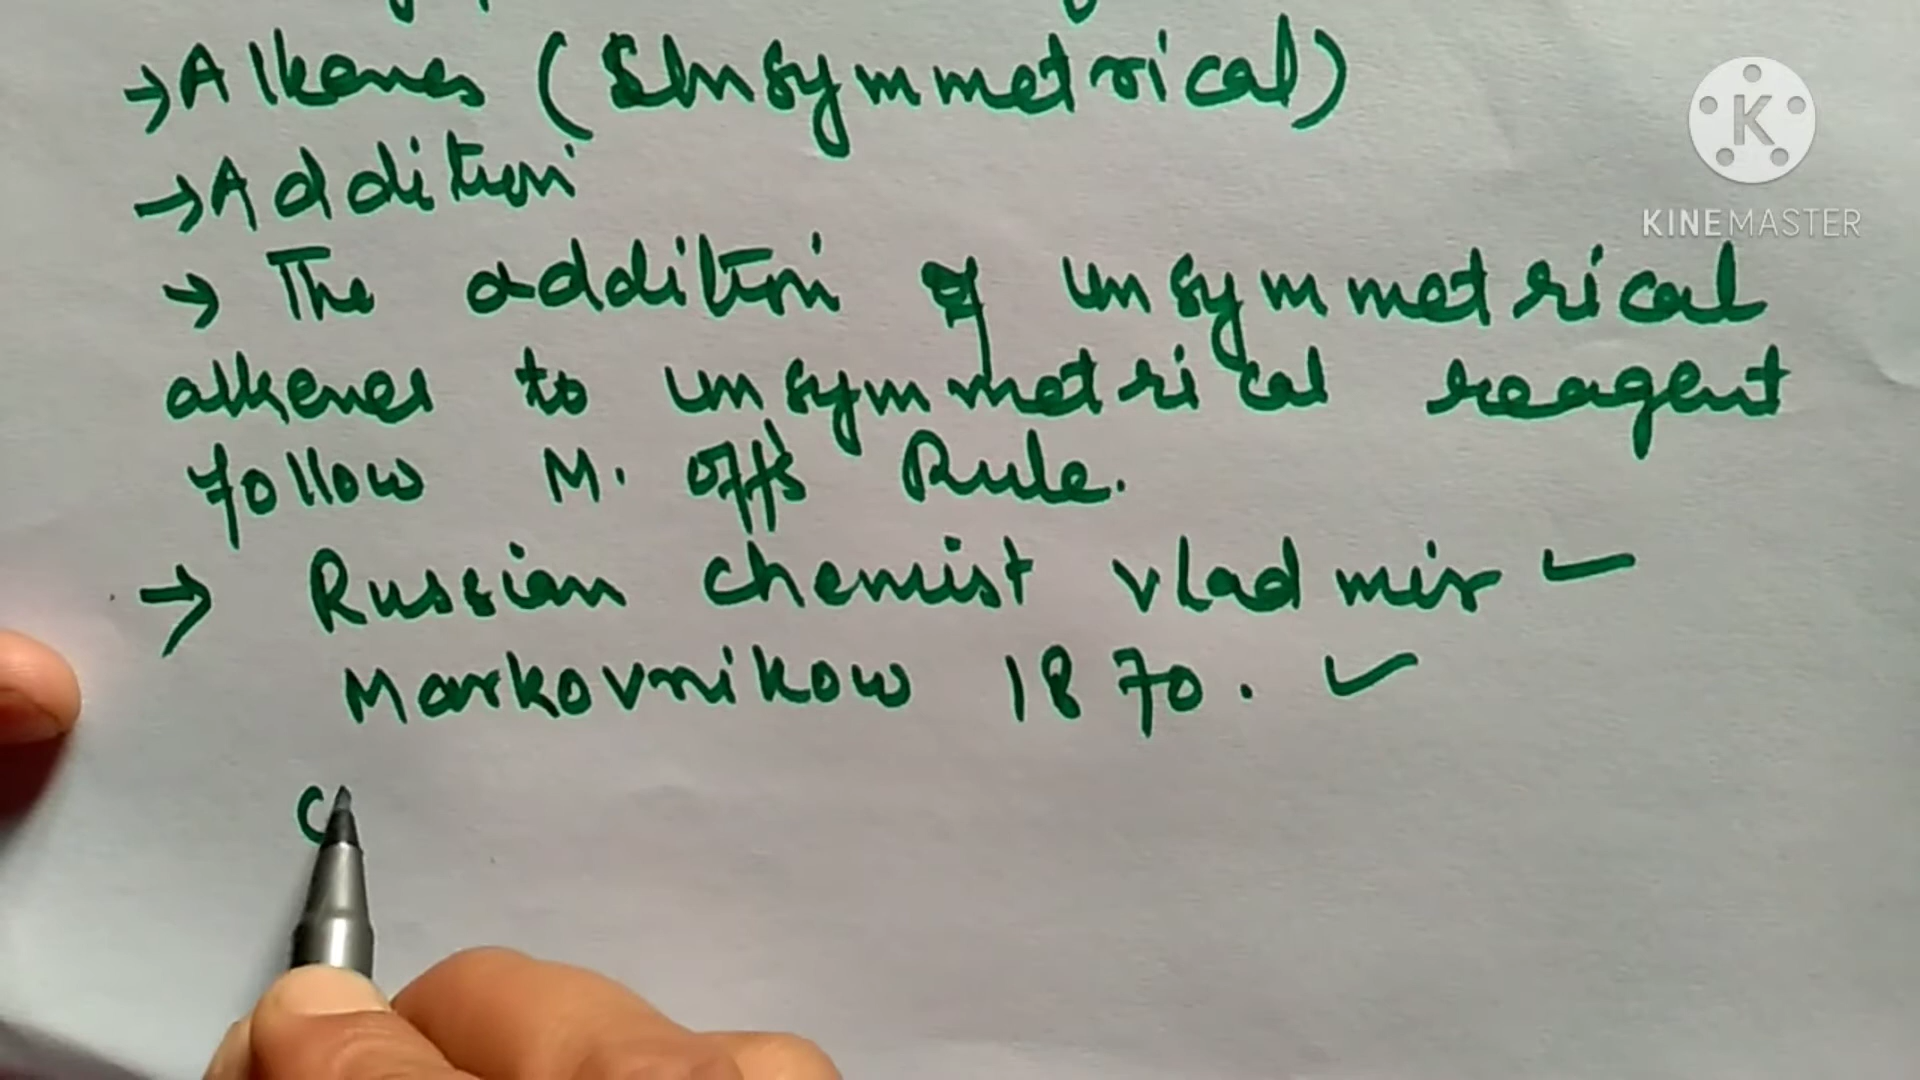 → Alkenes (Unsymmetrical)
→ Addition
→ The addition of unsymmetrical
alkenes to unsymmetrical reagent
follow M. off's Rule.
→ Russian chemist vladmir ✓
Markovnikow 1870. ✓
C
K
KINEMASTER